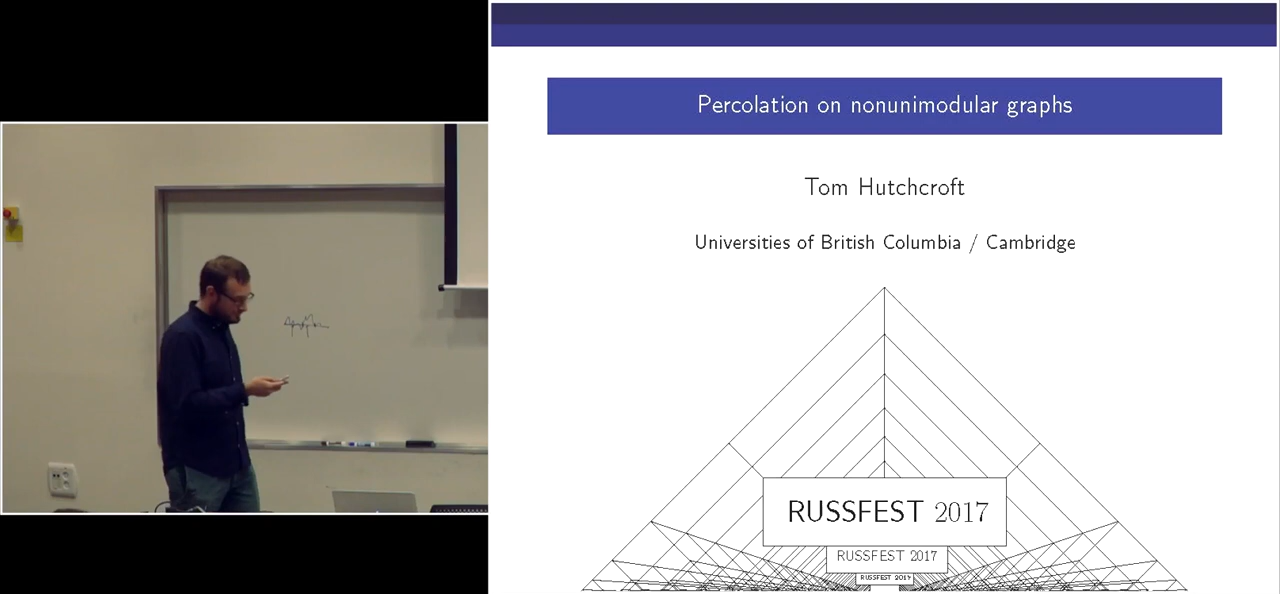 Percolation on nonunimodular graphs
Tom Hutchcroft
Universities of British Columbia / Cambridge
RUSSFEST 2017
RUSSFEST 2017
RUSSFEST 2017